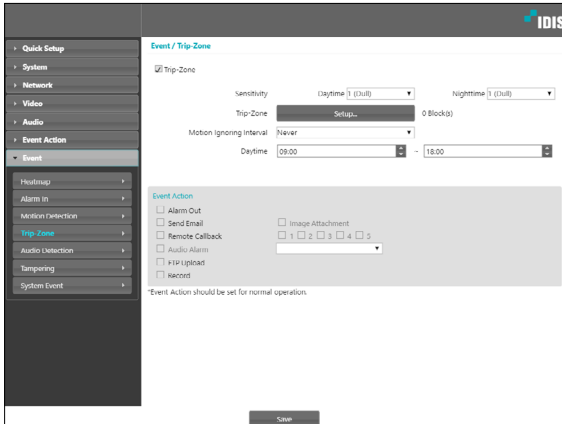 IDIS
Quick Setup
System
Network
Video
Audio
Event Action
Event
Heatmap
Alarm In
Motion Detection
Trip-Zone
Audio Detection
Tampering
System Event
Event / Trip-Zone
Trip-Zone
Sensitivity Daytime 1 (Dull) Nighttime 1 (Dull)
Trip-Zone Setup... 0 Block(s)
Motion Ignoring Interval Never
Daytime 09:00 ~ 18:00
Event Action
Alarm Out
Send Email Image Attachment
Remote Callback 1 2 3 4 5
Audio Alarm
FTP Upload
Record
*Event Action should be set for normal operation.
Save